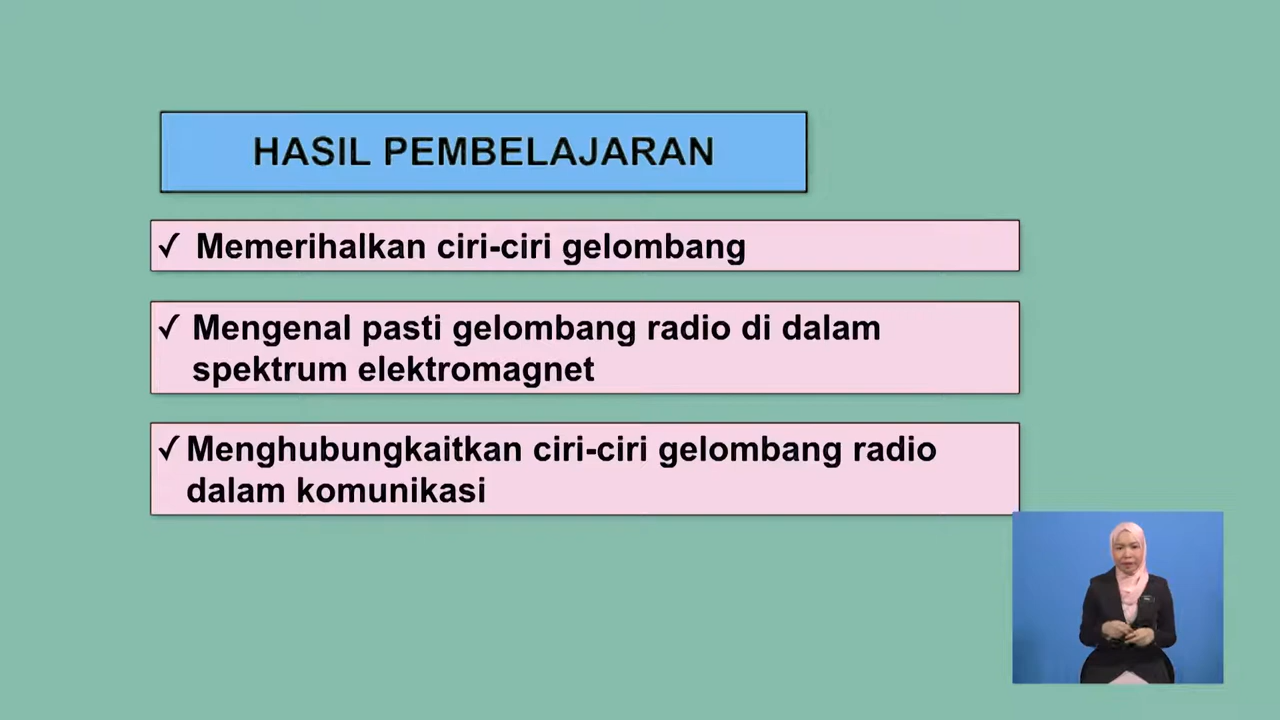 HASIL PEMBELAJARAN
✓ Memerihalkan ciri-ciri gelombang
✓ Mengenal pasti gelombang radio di dalam
spektrum elektromagnet
✓ Menghubungkaitkan ciri-ciri gelombang radio
dalam komunikasi